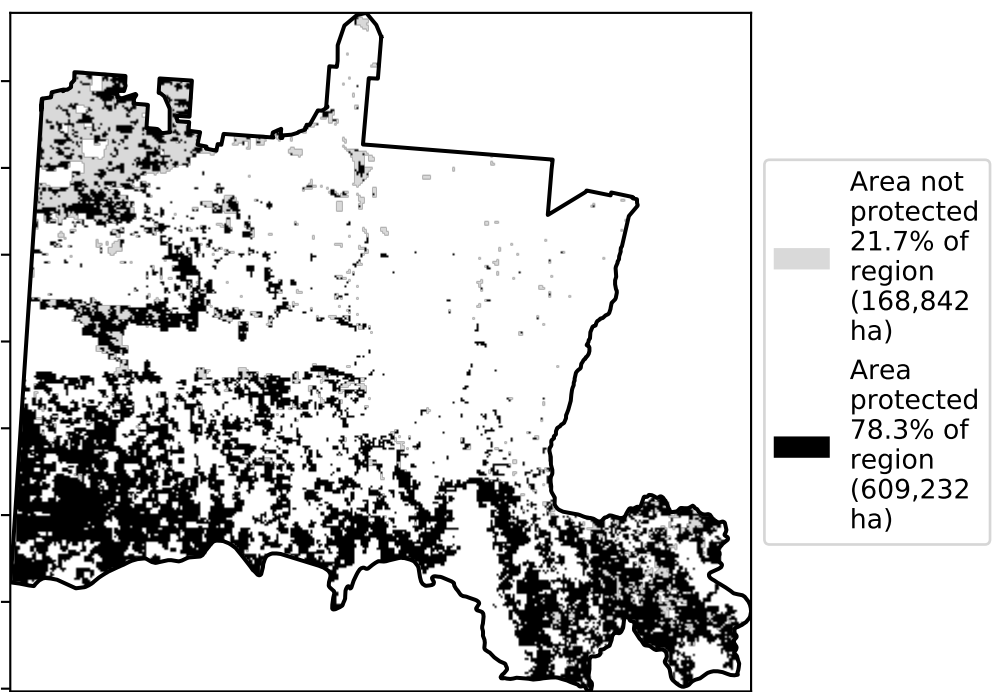 Area not
protected
21.7% of
region
(168,842
ha)
Area
protected
78.3% of
region
(609,232
ha)